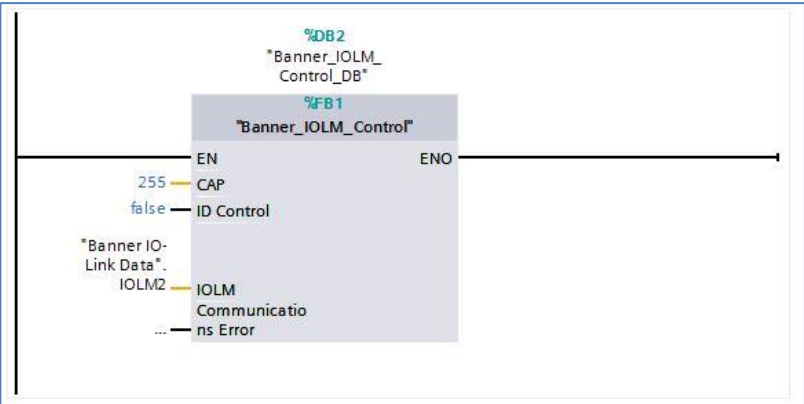 %DB2
"Banner_IOLM_
Control_DB"
%FB1
"Banner_IOLM_Control"
EN ENO
255 CAP
false ID Control
"Banner IO-
Link Data".
IOLM2 IOLM
Communicatio
... ns Error